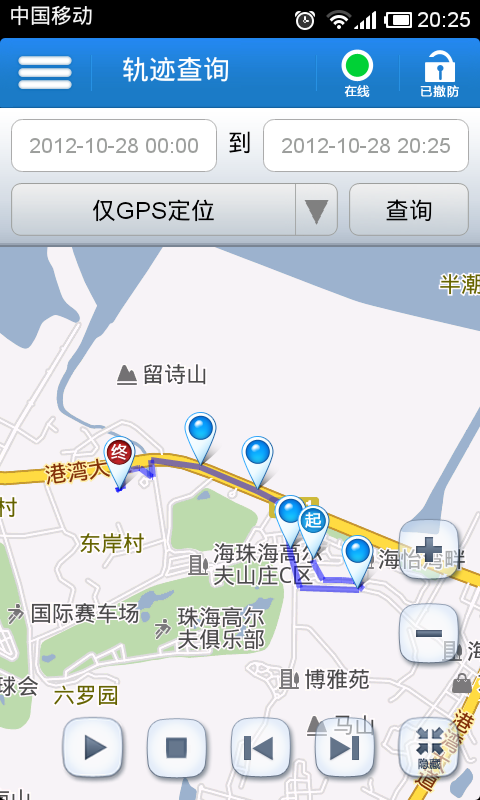 中国移动 20:25
轨迹查询
在线
已撤防
2012-10-28 00:00 到 2012-10-28 20:25
仅GPS定位 查询
半潮
留诗山
终
港湾大
村
起
东岸村
海珠海高尔
夫山庄C区
海怡湾畔
国际赛车场
珠海高尔
夫俱乐部
海
球会
六罗园
博雅苑
马山
港
湾
道
隐藏